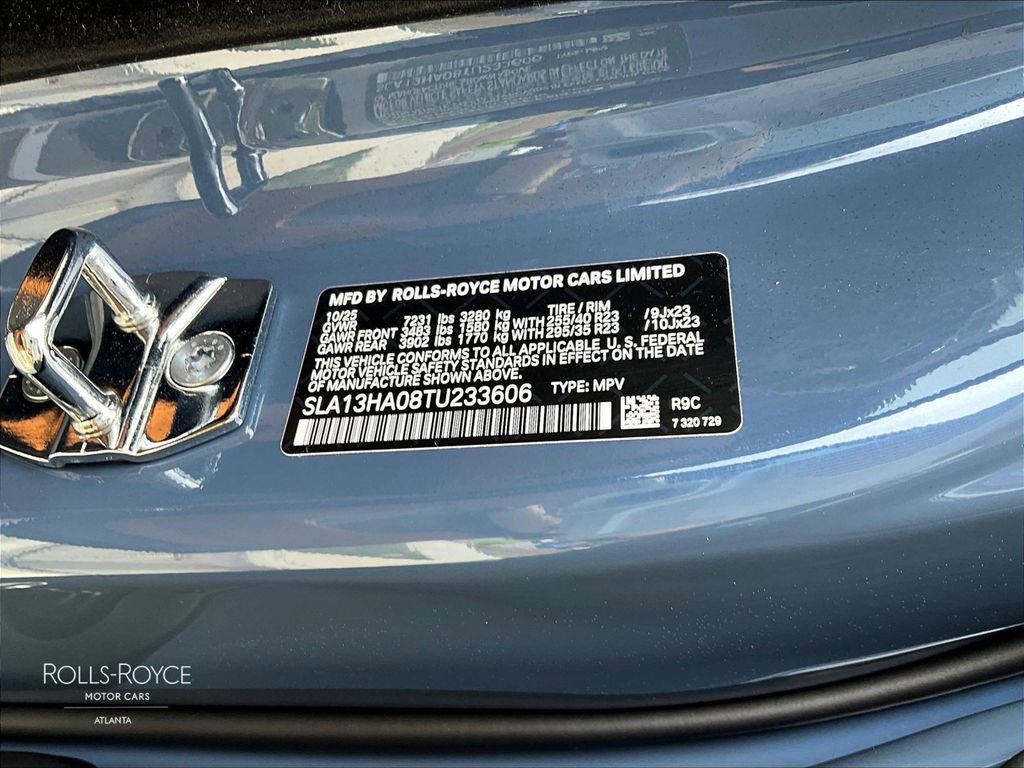 MFD BY ROLLS-ROYCE MOTOR CARS LIMITED
10/25 TIRE / RIM
GVWR 7231 lbs 3280 kg
GAWR FRONT 3483 lbs 1580 kg WITH 255/40 R23 /9Jx23
GAWR REAR 3902 lbs 1770 kg WITH 295/35 R23 /10Jx23
THIS VEHICLE CONFORMS TO ALL APPLICABLE U. S. FEDERAL
MOTOR VEHICLE SAFETY STANDARDS IN EFFECT ON THE DATE
OF MANUFACTURE SHOWN ABOVE.
SLA13HA08TU233606 TYPE: MPV
R9C
7 320 729
ROLLS-ROYCE
MOTOR CARS
ATLANTA